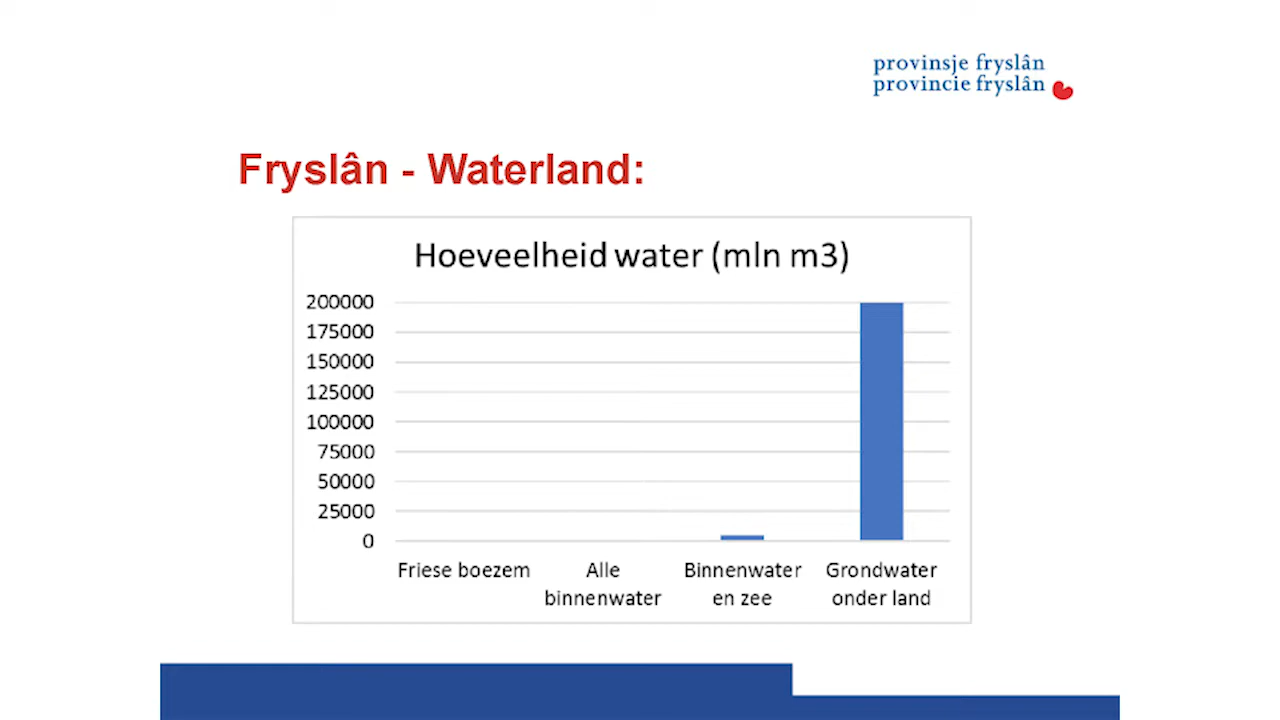 provinsje fryslân
provincie fryslân
Fryslân - Waterland:
Hoeveelheid water (mln m3)
200000
175000
150000
125000
100000
75000
50000
25000
0
Friese boezem
Alle
binnenwater
Binnenwater
en zee
Grondwater
onder land